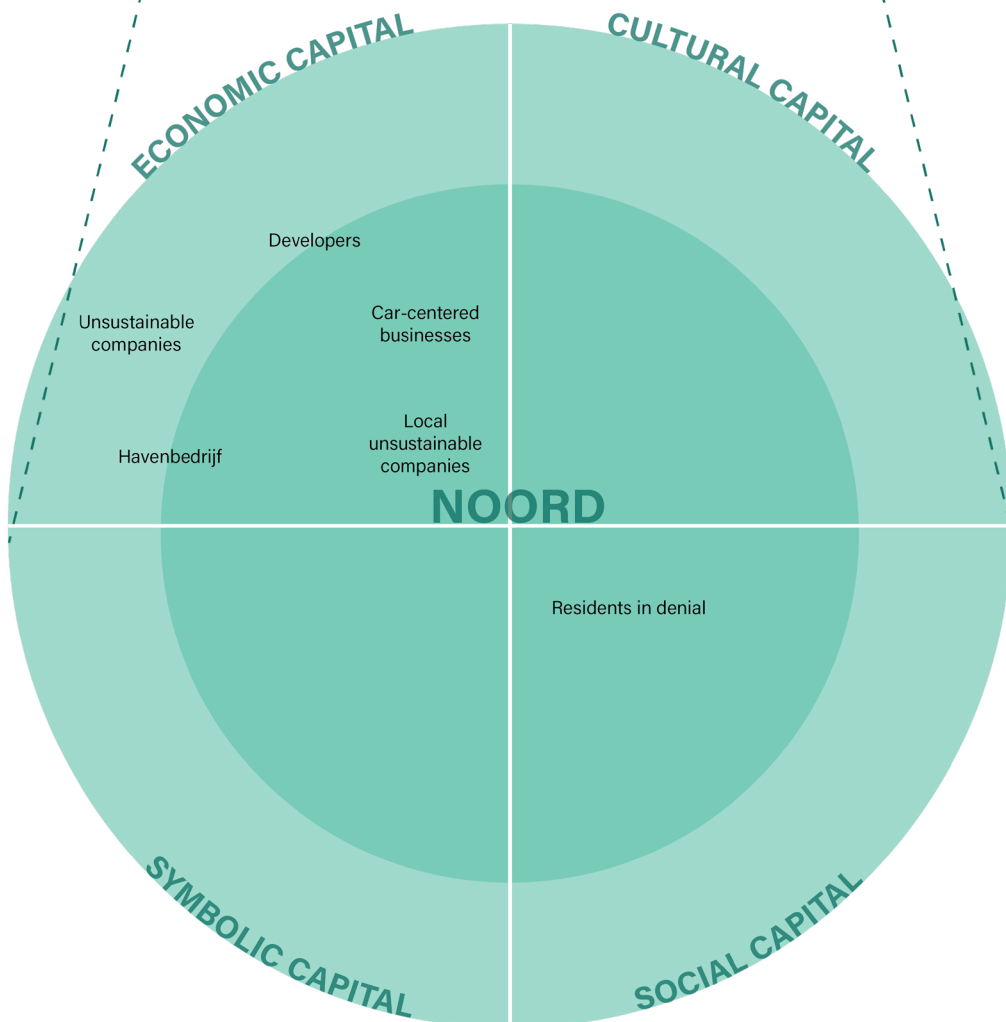 ECONOMIC CAPITAL
CULTURAL CAPITAL
Developers
Unsustainable
companies
Car-centered
businesses
Local
unsustainable
companies
Havenbedrijf
NOORD
Residents in denial
SYMBOLIC CAPITAL
SOCIAL CAPITAL